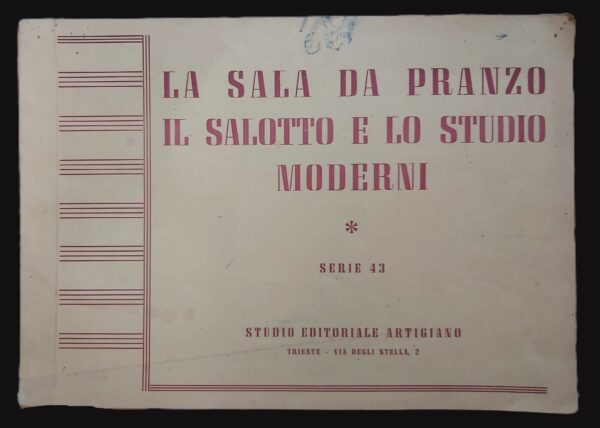 LA SALA DA PRANZO
IL SALOTTO E LO STUDIO
MODERNI
*
SERIE 43
STUDIO EDITORIALE ARTIGIANO
TRIESTE - VIA DEGLI STELLA, 2